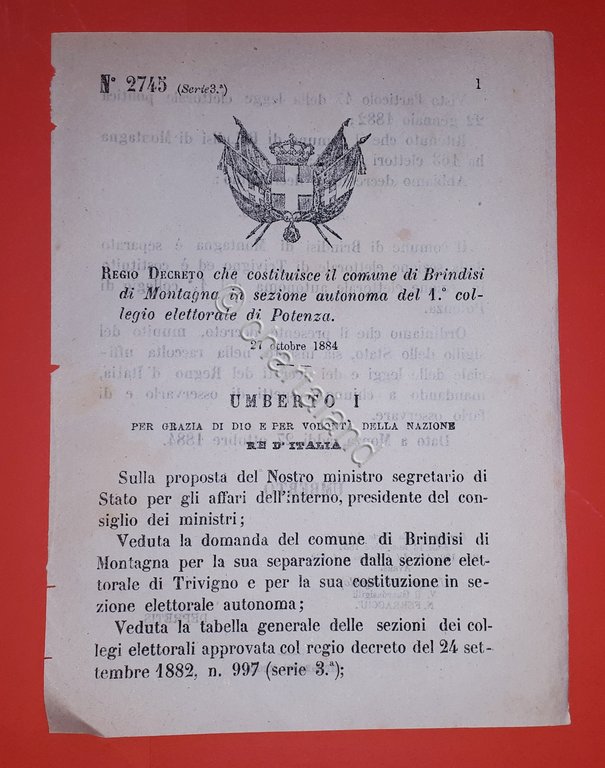 N° 2745 (Serie 3.ª) 1
REGIO DECRETO che costituisce il comune di Brindisi
di Montagna in sezione autonoma del 1.° col-
legio elettorale di Potenza.
27 ottobre 1884
UMBERTO I
PER GRAZIA DI DIO E PER VOLONTÀ DELLA NAZIONE
RE D'ITALIA
Sulla proposta del Nostro ministro segretario di
Stato per gli affari dell'interno, presidente del con-
siglio dei ministri;
Veduta la domanda del comune di Brindisi di
Montagna per la sua separazione dalla sezione elet-
torale di Trivigno e per la sua costituzione in se-
zione elettorale autonoma;
Veduta la tabella generale delle sezioni dei col-
legi elettorali approvata col regio decreto del 24 set-
tembre 1882, n. 997 (serie 3.ª);
© chartaland